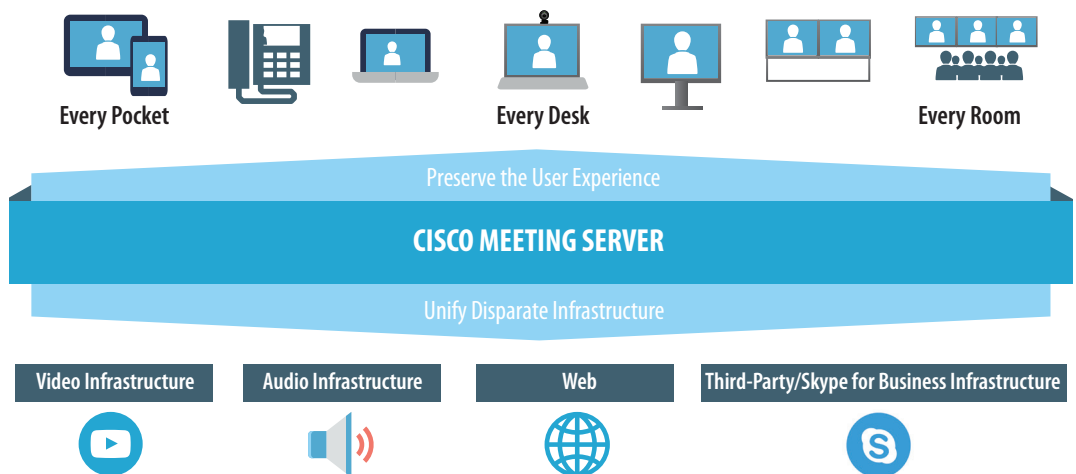 Every Pocket
Every Desk
Every Room
Preserve the User Experience
CISCO MEETING SERVER
Unify Disparate Infrastructure
Video Infrastructure
Audio Infrastructure
Web
Third-Party/Skype for Business Infrastructure
S